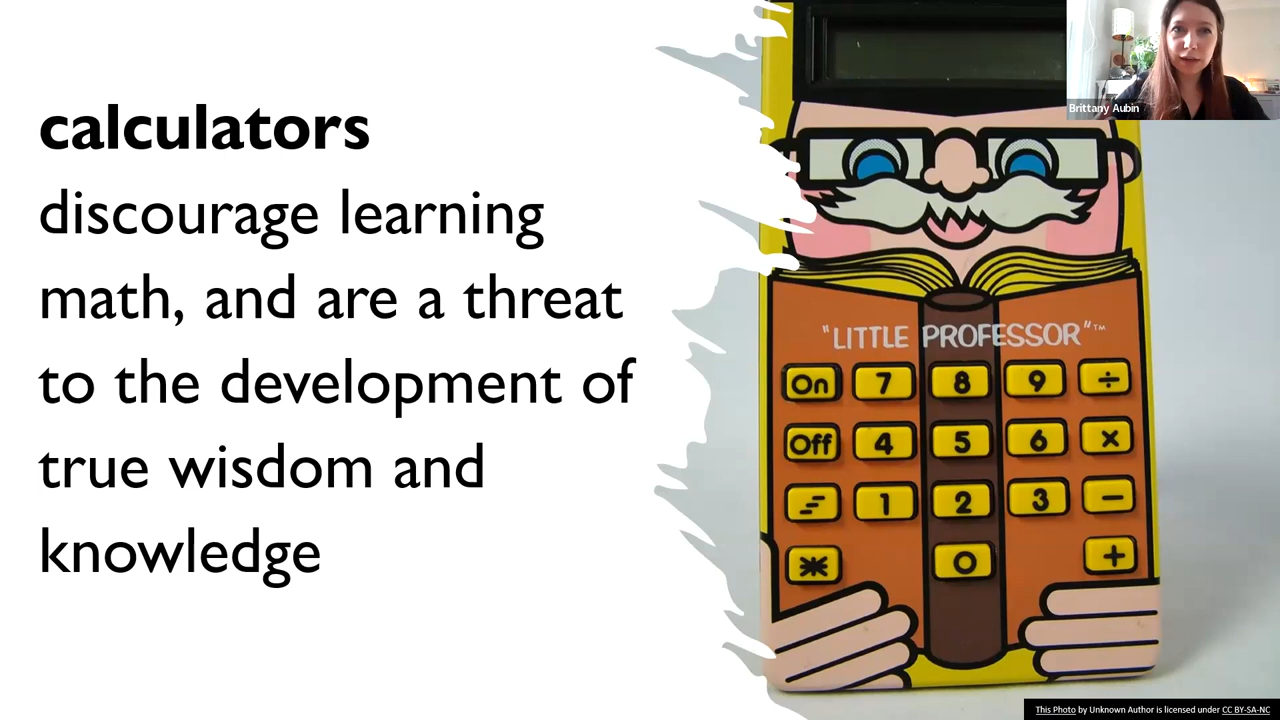 calculators
discourage learning
math, and are a threat
to the development of
true wisdom and
knowledge
Brittany Aubin
"LITTLE PROFESSOR"™
On 7 8 9 ÷
Off 4 5 6 ×
1 2 3 −
0 +
This Photo by Unknown Author is licensed under CC BY-SA-NC